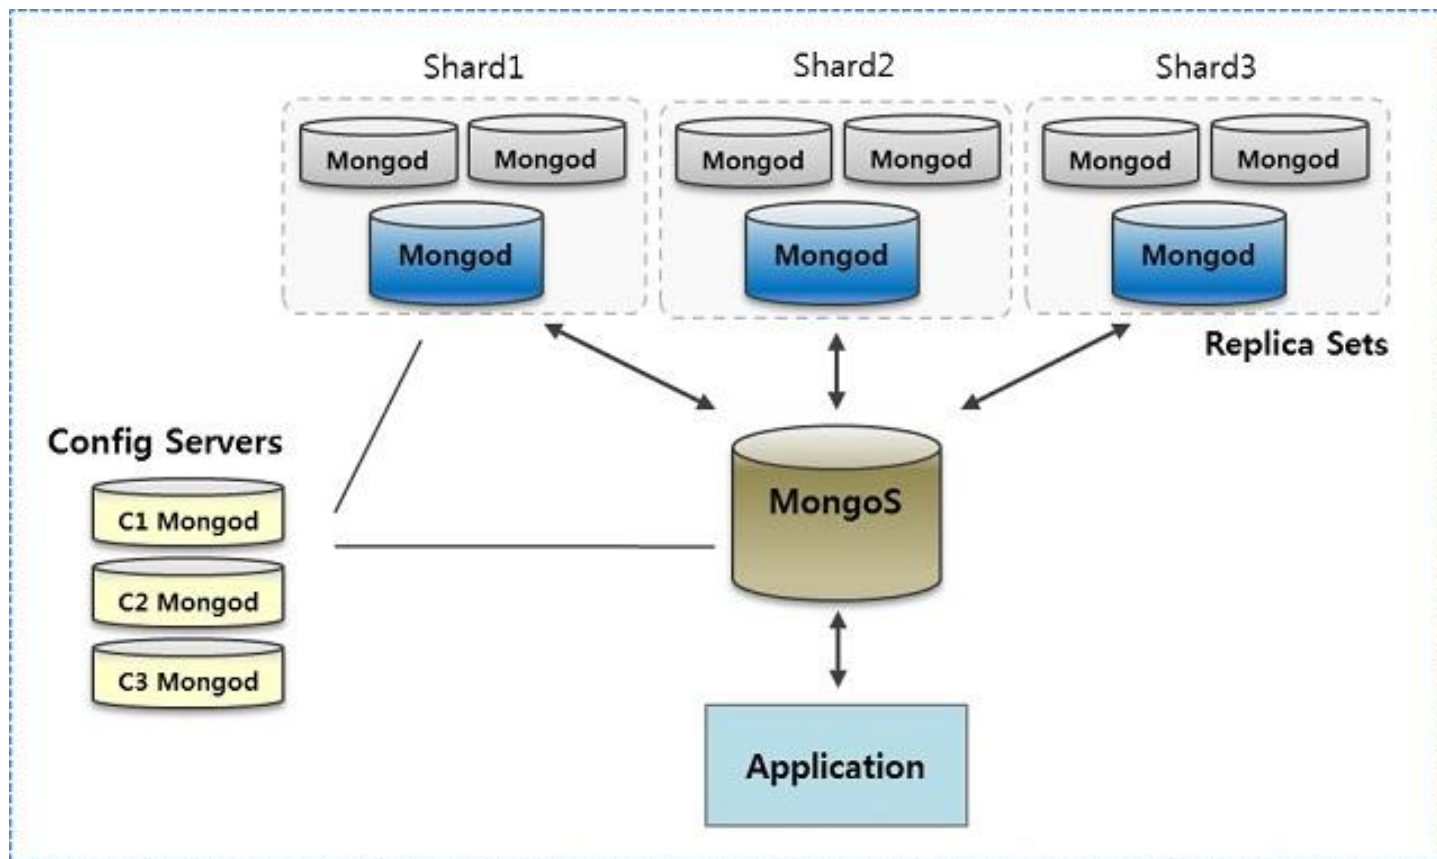 Shard1 Shard2 Shard3
Mongod Mongod Mongod Mongod Mongod Mongod
Mongod Mongod Mongod
Replica Sets
Config Servers
C1 Mongod
MongoS
C2 Mongod
C3 Mongod
Application